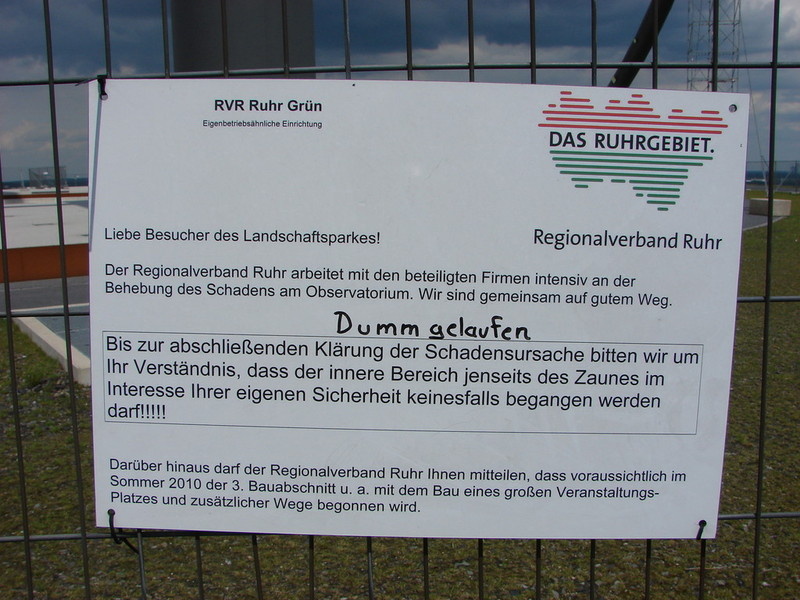 RVR Ruhr Grün
Eigenbetriebsähnliche Einrichtung
DAS RUHRGEBIET.
Regionalverband Ruhr
Liebe Besucher des Landschaftsparkes!
Der Regionalverband Ruhr arbeitet mit den beteiligten Firmen intensiv an der
Behebung des Schadens am Observatorium. Wir sind gemeinsam auf gutem Weg.
Dumm gelaufen
Bis zur abschließenden Klärung der Schadensursache bitten wir um
Ihr Verständnis, dass der innere Bereich jenseits des Zaunes im
Interesse Ihrer eigenen Sicherheit keinesfalls begangen werden
darf!!!!!
Darüber hinaus darf der Regionalverband Ruhr Ihnen mitteilen, dass voraussichtlich im
Sommer 2010 der 3. Bauabschnitt u. a. mit dem Bau eines großen Veranstaltungs-
Platzes und zusätzlicher Wege begonnen wird.